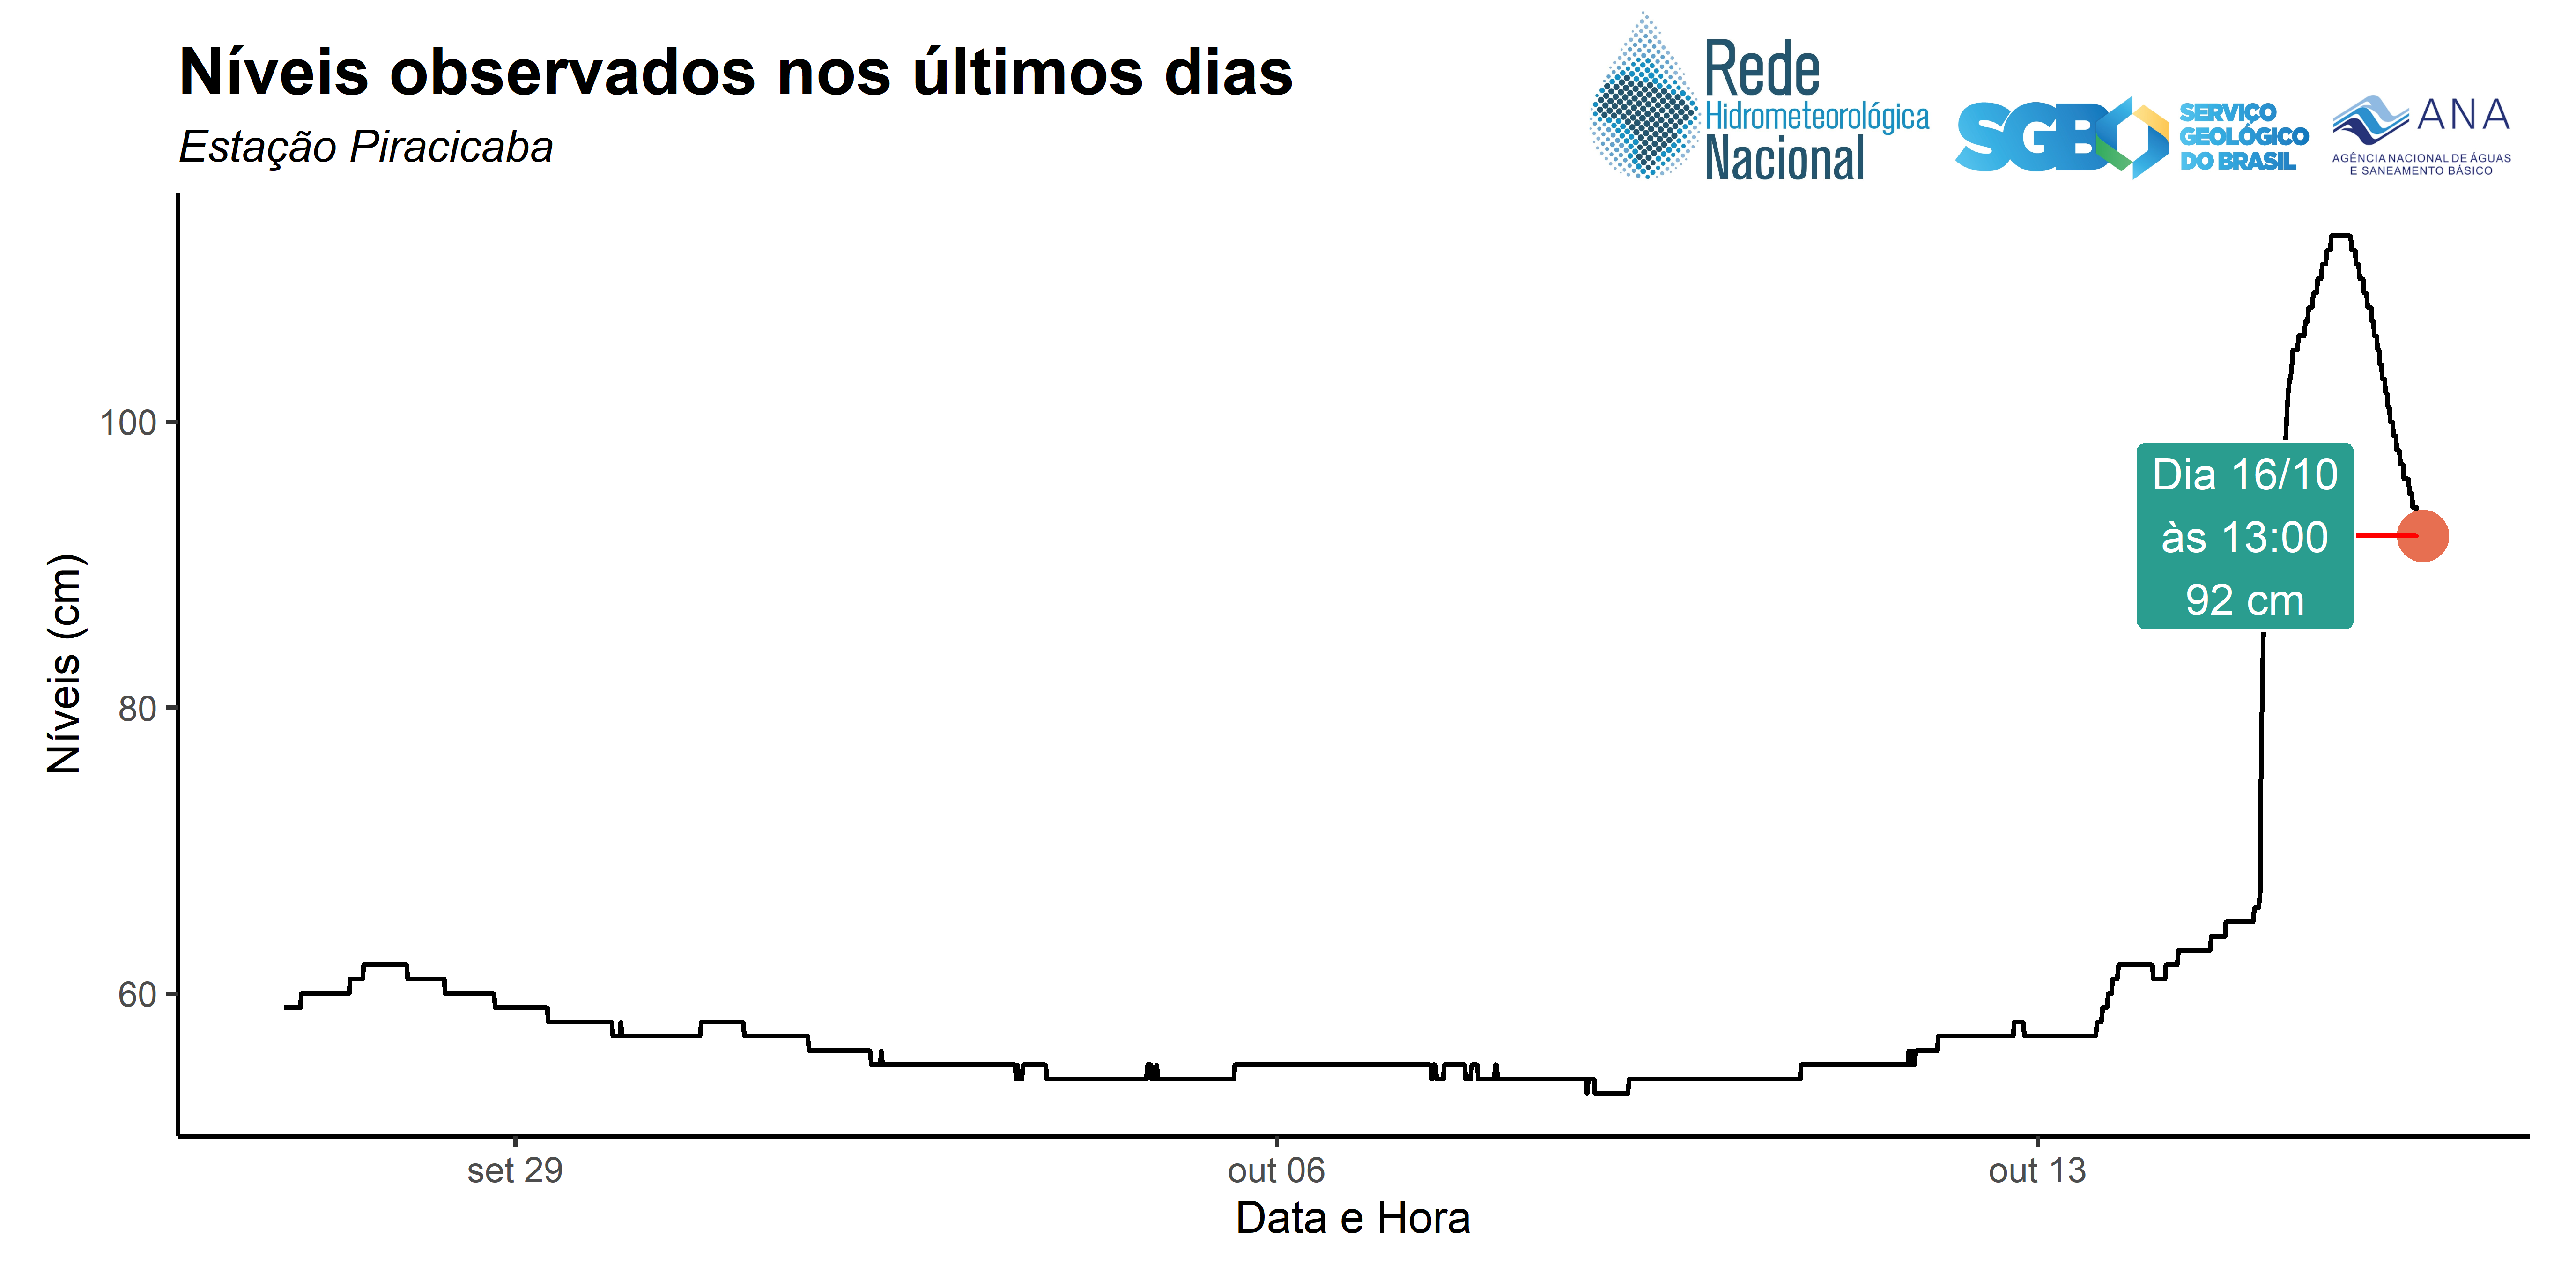 Níveis observados nos últimos dias
Estação Piracicaba
Rede
Hidrometeorológica
Nacional
SGB
SERVIÇO
GEOLÓGICO
DO BRASIL
ANA
AGÊNCIA NACIONAL DE ÁGUAS
E SANEAMENTO BÁSICO
Níveis (cm)
100
80
60
Dia 16/10
às 13:00
92 cm
set 29
out 06
out 13
Data e Hora